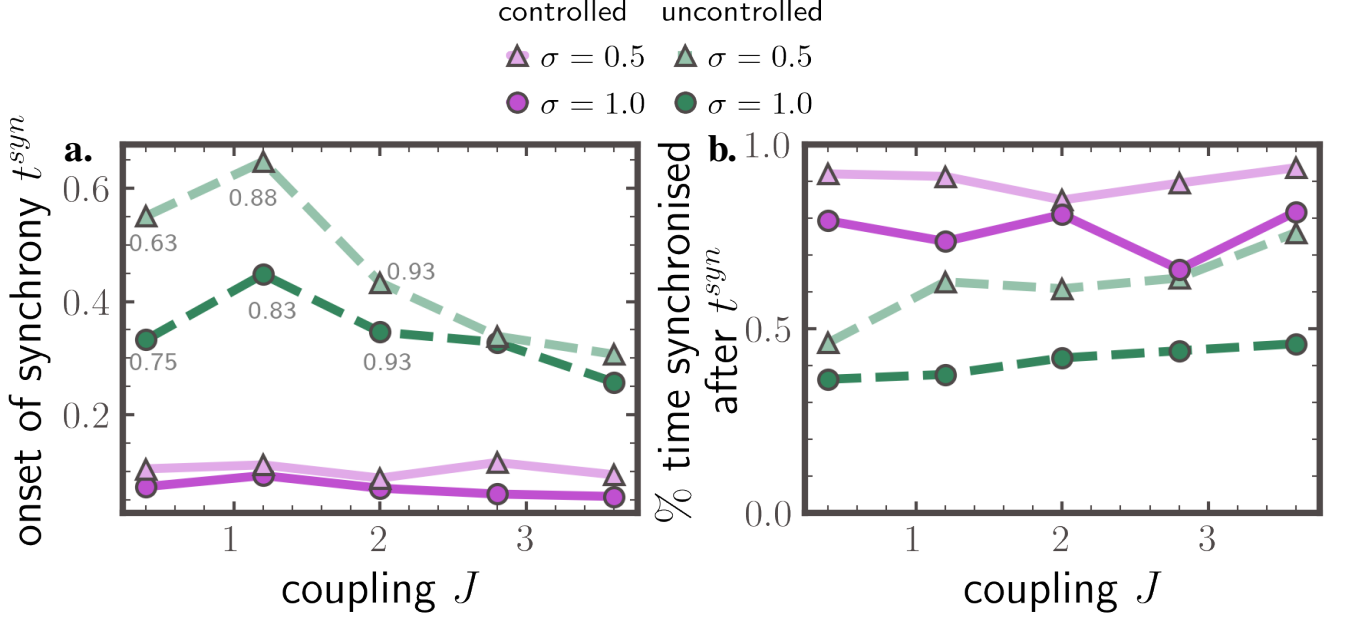 controlled uncontrolled
σ = 0.5 σ = 0.5
σ = 1.0 σ = 1.0
a.
onset of synchrony t^{syn}
0.6
0.4
0.2
0.88
0.63
0.93
0.83
0.75
0.93
1 2 3
coupling J
b.
% time synchronised
after t^{syn}
1.0
0.5
0.0
1 2 3
coupling J